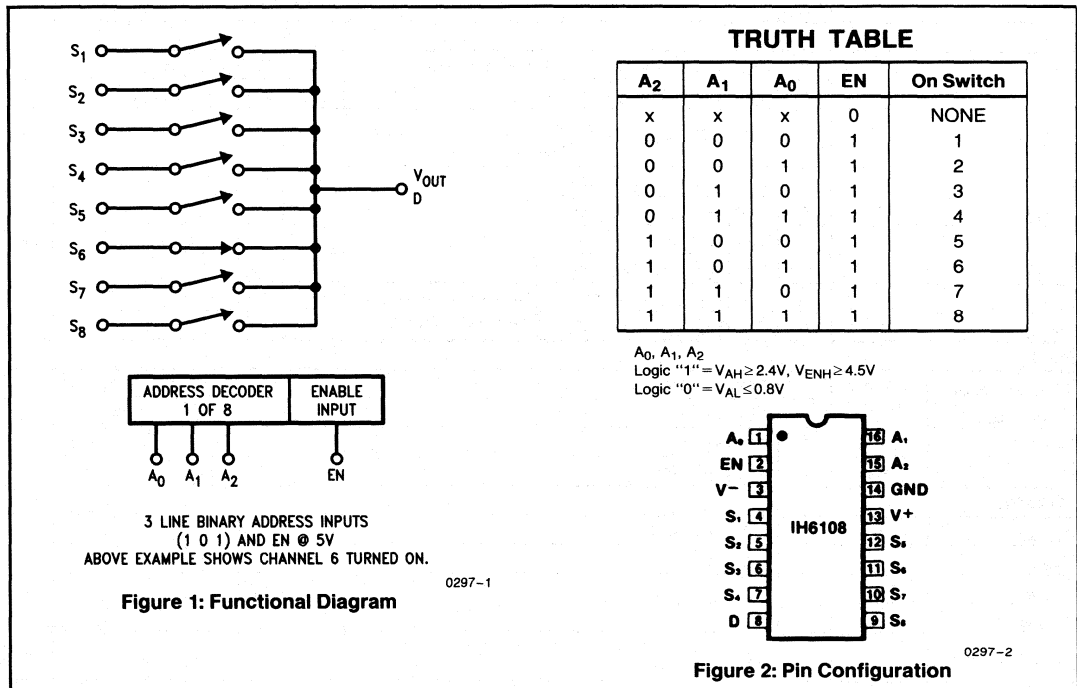 S1
S2
S3
S4
S5
S6
S7
S8
VOUT
D
ADDRESS DECODER
1 OF 8
ENABLE
INPUT
A0 A1 A2 EN
3 LINE BINARY ADDRESS INPUTS
(1 0 1) AND EN @ 5V
ABOVE EXAMPLE SHOWS CHANNEL 6 TURNED ON.
0297-1
Figure 1: Functional Diagram
TRUTH TABLE
A2 A1 A0 EN On Switch
x x x 0 NONE
0 0 0 1 1
0 0 1 1 2
0 1 0 1 3
0 1 1 1 4
1 0 0 1 5
1 0 1 1 6
1 1 0 1 7
1 1 1 1 8
A0, A1, A2
Logic "1" = VAH ≥ 2.4V, VENH ≥ 4.5V
Logic "0" = VAL ≤ 0.8V
A0 1 16 A1
EN 2 15 A2
V− 3 14 GND
S1 4 13 V+
S2 5 12 S5
S3 6 11 S6
S4 7 10 S7
D 8 9 S8
IH6108
0297-2
Figure 2: Pin Configuration